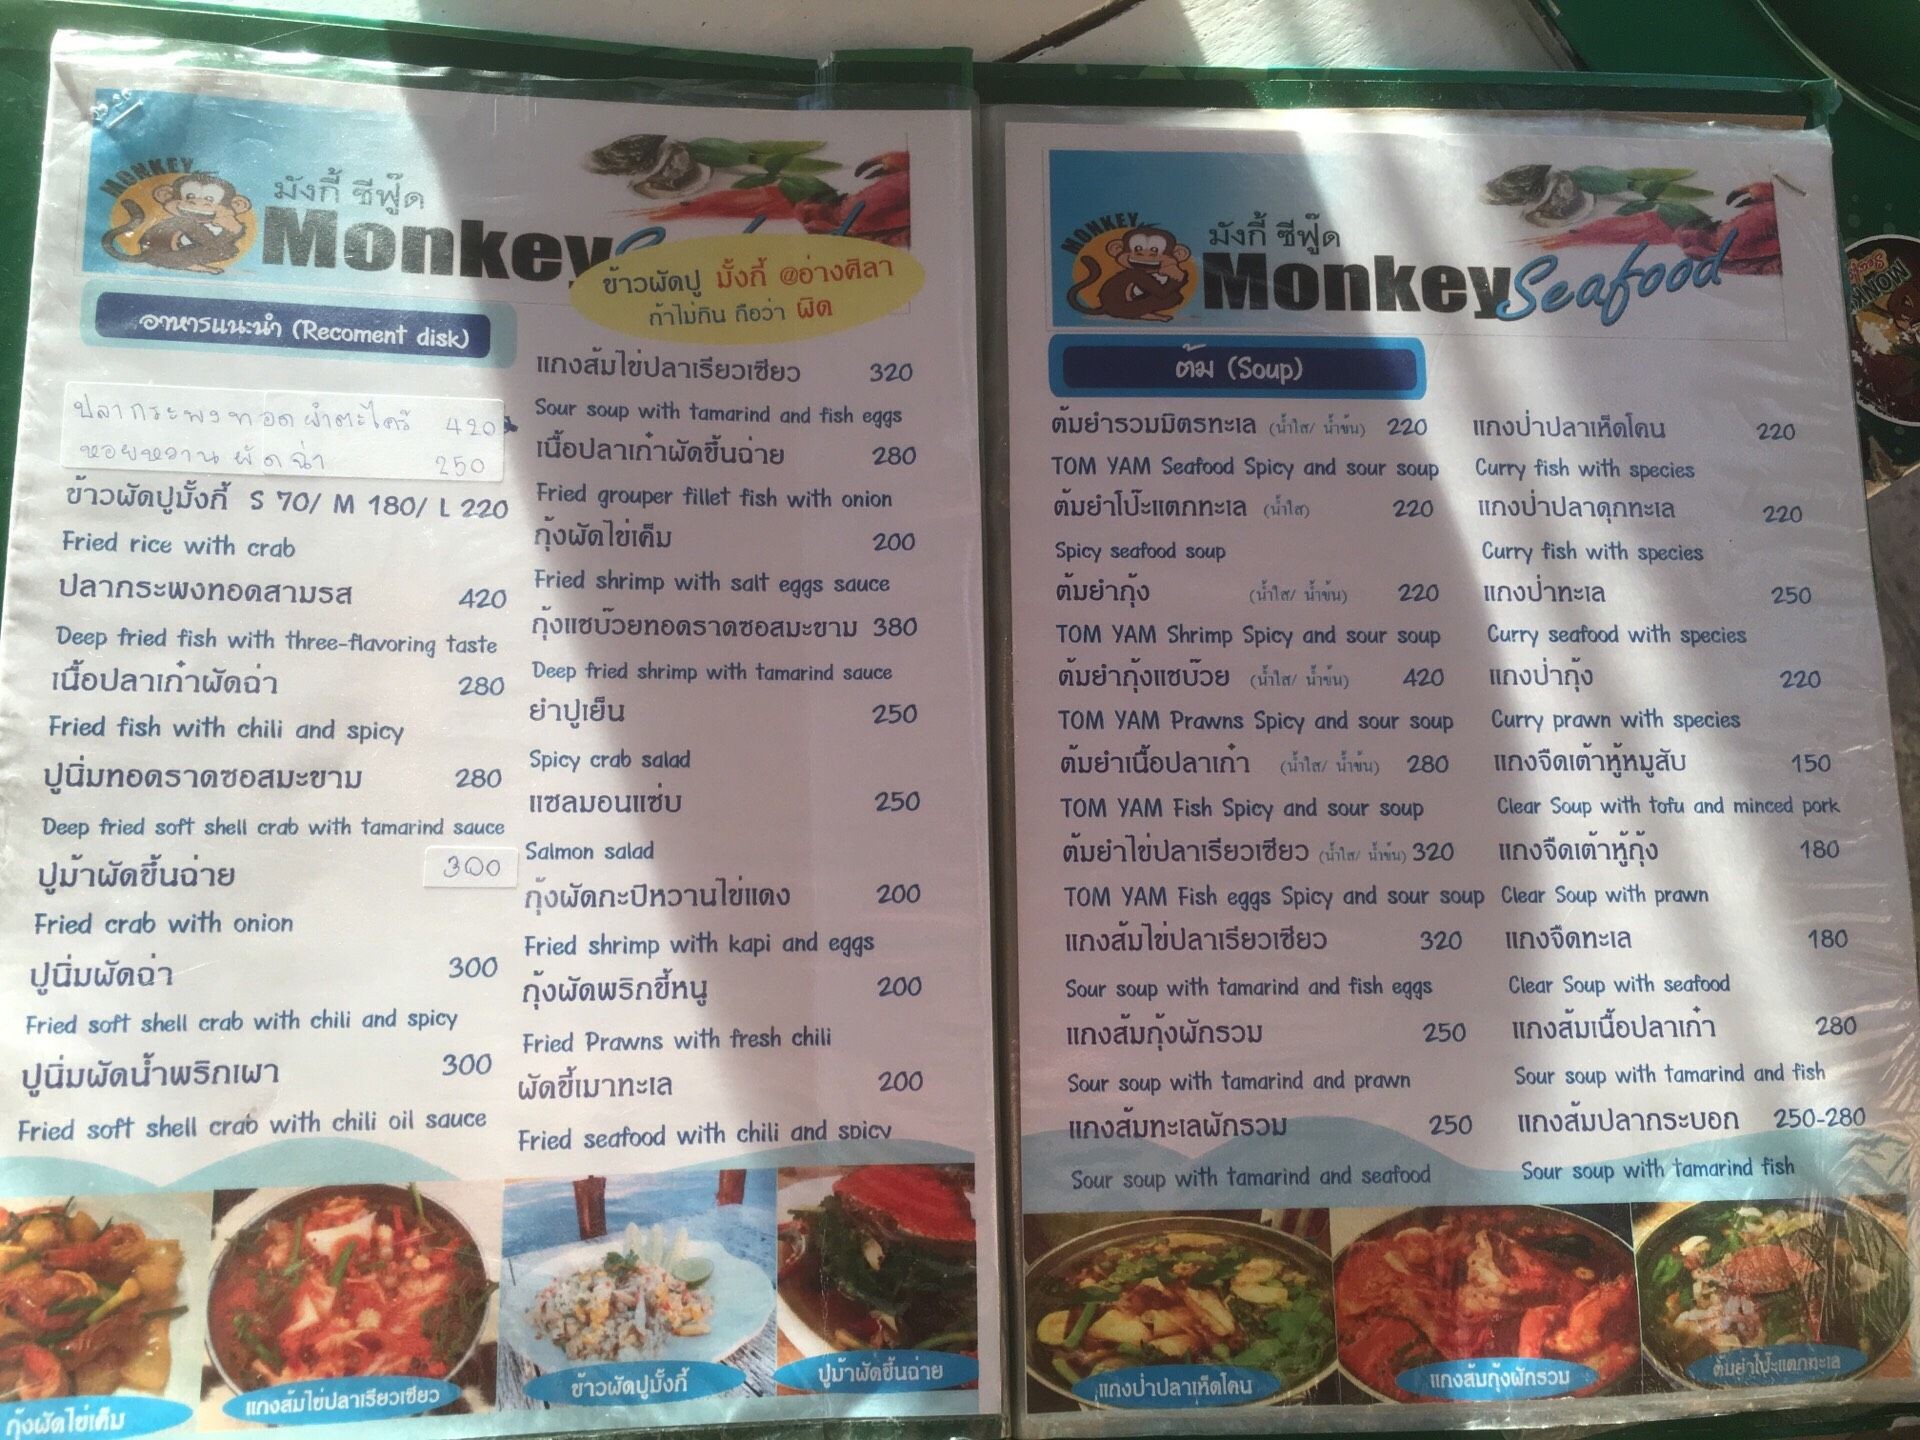 MONKEY
มังกี้ ซีฟู๊ด
Monkey
ข้าวผัดปู มั้งกี้ @อ่างศิลา
ถ้าไม่กิน ถือว่า ผิด
อาหารแนะนำ (Recoment disk)
ปลากระพงทอดยำตะไคร้ 420
หอยหวานผัดฉ่า 250
ข้าวผัดปูมั้งกี้ S 70/ M 180/ L 220
Fried rice with crab
ปลากระพงทอดสามรส 420
Deep fried fish with three-flavoring taste
เนื้อปลาเก๋าผัดฉ่า 280
Fried fish with chili and spicy
ปูนิ่มทอดราดซอสมะขาม 280
Deep fried soft shell crab with tamarind sauce
ปูม้าผัดขึ้นฉ่าย 300
Fried crab with onion
ปูนิ่มผัดฉ่า 300
Fried soft shell crab with chili and spicy
ปูนิ่มผัดน้ำพริกเผา 300
Fried soft shell crab with chili oil sauce
แกงส้มไข่ปลาเรียวเซียว 320
Sour soup with tamarind and fish eggs
เนื้อปลาเก๋าผัดขึ้นฉ่าย 280
Fried grouper fillet fish with onion
กุ้งผัดไข่เค็ม 200
Fried shrimp with salt eggs sauce
กุ้งแชบ๊วยทอดราดซอสมะขาม 380
Deep fried shrimp with tamarind sauce
ยำปูเย็น 250
Spicy crab salad
แซลมอนแซ่บ 250
Salmon salad
กุ้งผัดกะปิหวานไข่แดง 200
Fried shrimp with kapi and eggs
กุ้งผัดพริกขี้หนู 200
Fried Prawns with fresh chili
ผัดขี้เมาทะเล 200
Fried seafood with chili and spicy
กุ้งผัดไข่เค็ม
แกงส้มไข่ปลาเรียวเซียว
ข้าวผัดปูมั้งกี้
ปูม้าผัดขึ้นฉ่าย
MONKEY
มังกี้ ซีฟู๊ด
Monkey Seafood
ต้ม (Soup)
ต้มยำรวมมิตรทะเล (น้ำใส/ น้ำข้น) 220
TOM YAM Seafood Spicy and sour soup
ต้มยำโป๊ะแตกทะเล (น้ำใส) 220
Spicy seafood soup
ต้มยำกุ้ง (น้ำใส/ น้ำข้น) 220
TOM YAM Shrimp Spicy and sour soup
ต้มยำกุ้งแชบ๊วย (น้ำใส/ น้ำข้น) 420
TOM YAM Prawns Spicy and sour soup
ต้มยำเนื้อปลาเก๋า (น้ำใส/ น้ำข้น) 280
TOM YAM Fish Spicy and sour soup
ต้มยำไข่ปลาเรียวเซียว (น้ำใส/ น้ำข้น) 320
TOM YAM Fish eggs Spicy and sour soup
แกงส้มไข่ปลาเรียวเซียว 320
Sour soup with tamarind and fish eggs
แกงส้มกุ้งผักรวม 250
Sour soup with tamarind and prawn
แกงส้มทะเลผักรวม 250
Sour soup with tamarind and seafood
แกงป่าปลาเห็ดโคน 220
Curry fish with species
แกงป่าปลาดุกทะเล 220
Curry fish with species
แกงป่าทะเล 250
Curry seafood with species
แกงป่ากุ้ง 220
Curry prawn with species
แกงจืดเต้าหู้หมูสับ 150
Clear Soup with tofu and minced pork
แกงจืดเต้าหู้กุ้ง 180
Clear Soup with prawn
แกงจืดทะเล 180
Clear Soup with seafood
แกงส้มเนื้อปลาเก๋า 280
Sour soup with tamarind and fish
แกงส้มปลากระบอก 250-280
Sour soup with tamarind fish
แกงป่าปลาเห็ดโคน
แกงส้มกุ้งผักรวม
ต้มยำโป๊ะแตกทะเล